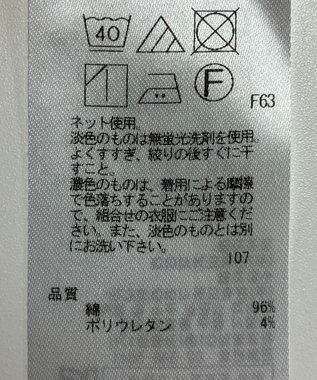 40
F
F63
ネット使用。
淡色のものは無蛍光洗剤を使用。
よくすすぎ、絞りの後すぐに干
すこと。
濃色のものは、着用による摩擦
で色落ちすることがありますの
で、組合せの衣服にご注意くださ
い。また、淡色のものとは別
にお洗い下さい。
107
品質
綿 96%
ポリウレタン 4%